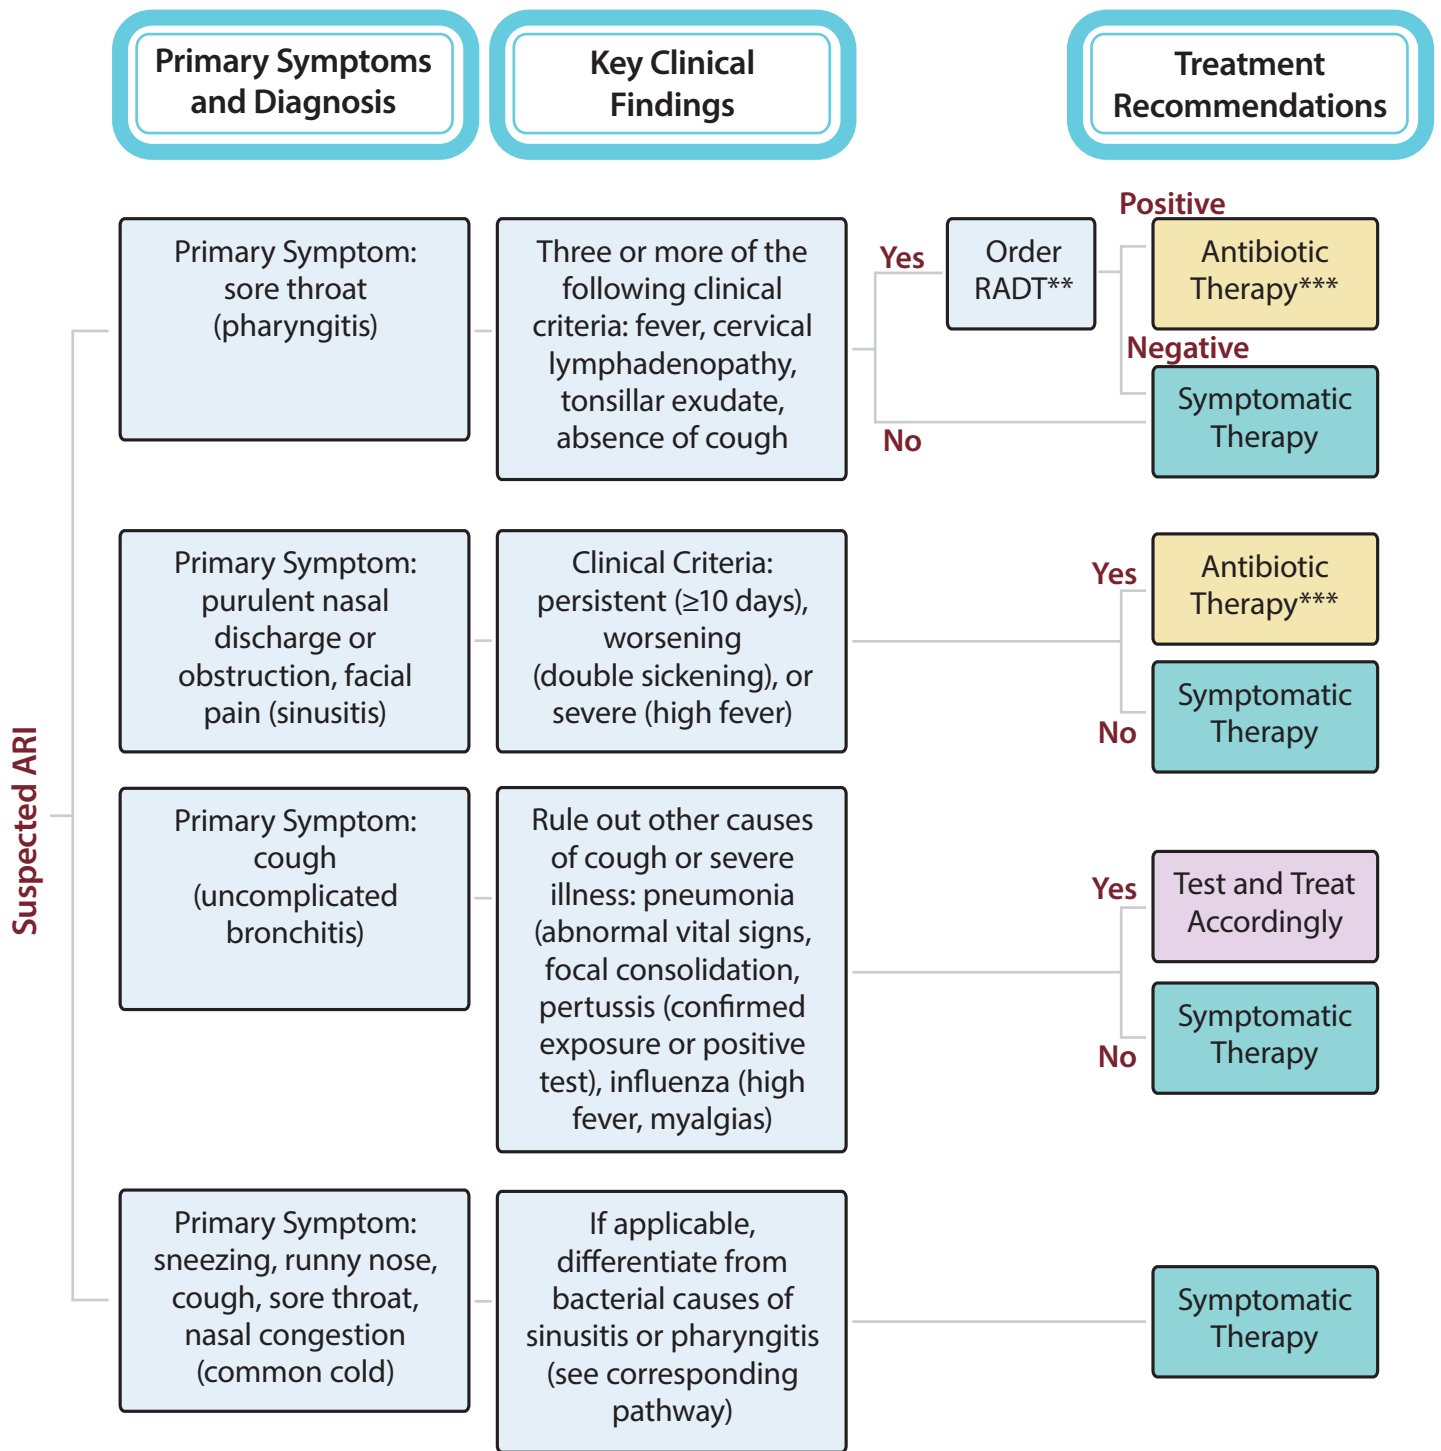 Primary Symptoms
and Diagnosis
Key Clinical
Findings
Treatment
Recommendations
Suspected ARI
Primary Symptom:
sore throat
(pharyngitis)
Three or more of the
following clinical
criteria: fever, cervical
lymphadenopathy,
tonsillar exudate,
absence of cough
Yes
Order
RADT**
Positive
Antibiotic
Therapy***
Negative
Symptomatic
Therapy
No
Primary Symptom:
purulent nasal
discharge or
obstruction, facial
pain (sinusitis)
Clinical Criteria:
persistent (≥10 days),
worsening
(double sickening), or
severe (high fever)
Yes
Antibiotic
Therapy***
No
Symptomatic
Therapy
Primary Symptom:
cough
(uncomplicated
bronchitis)
Rule out other causes
of cough or severe
illness: pneumonia
(abnormal vital signs,
focal consolidation,
pertussis (confirmed
exposure or positive
test), influenza (high
fever, myalgias)
Yes
Test and Treat
Accordingly
No
Symptomatic
Therapy
Primary Symptom:
sneezing, runny nose,
cough, sore throat,
nasal congestion
(common cold)
If applicable,
differentiate from
bacterial causes of
sinusitis or pharyngitis
(see corresponding
pathway)
Symptomatic
Therapy